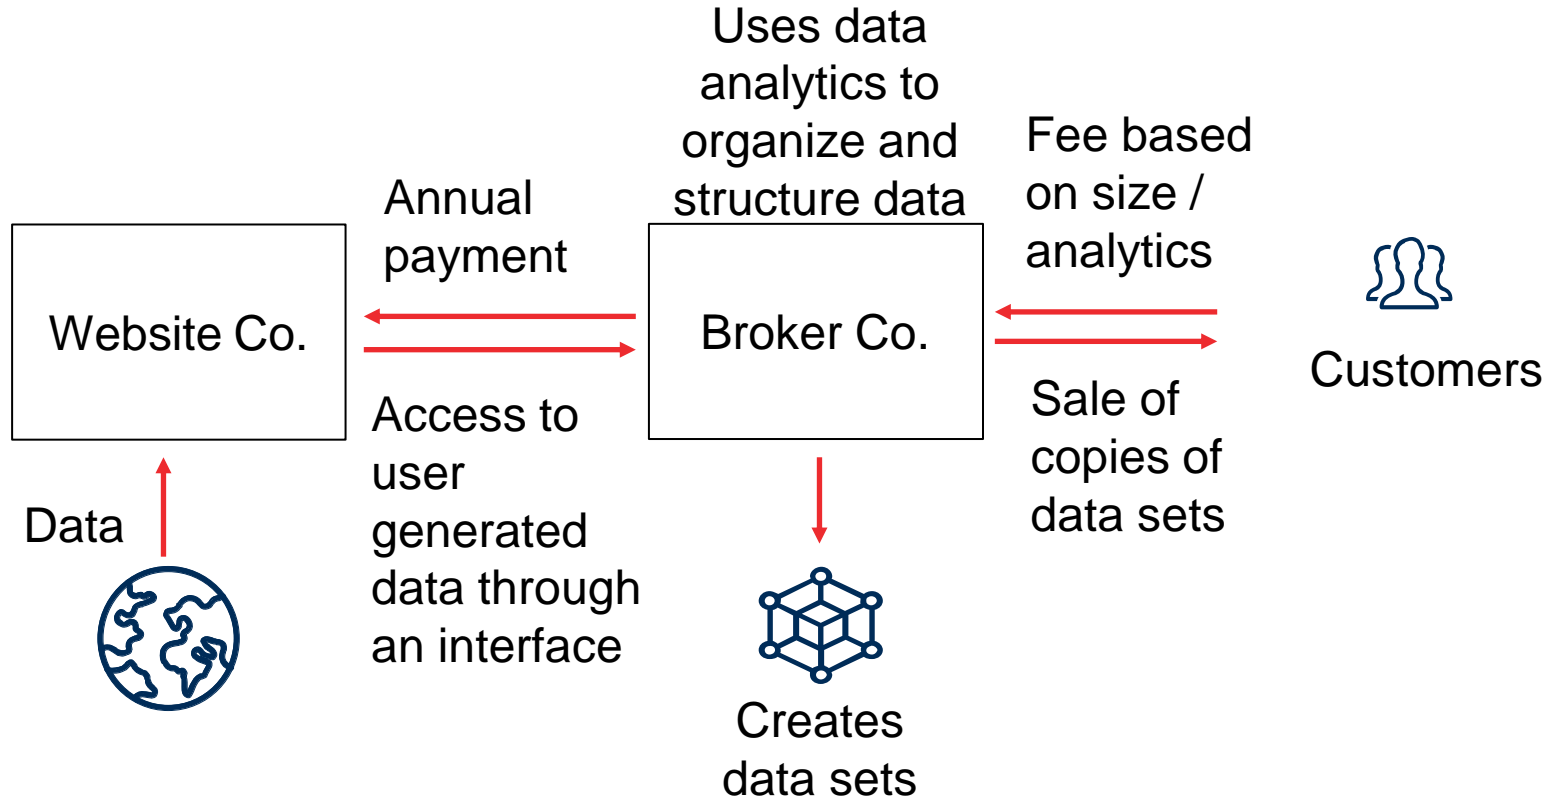 Uses data
analytics to
organize and
structure data
Fee based
on size /
analytics
Annual
payment
Website Co.
Broker Co.
Customers
Access to
user
generated
data through
an interface
Sale of
copies of
data sets
Data
Creates
data sets